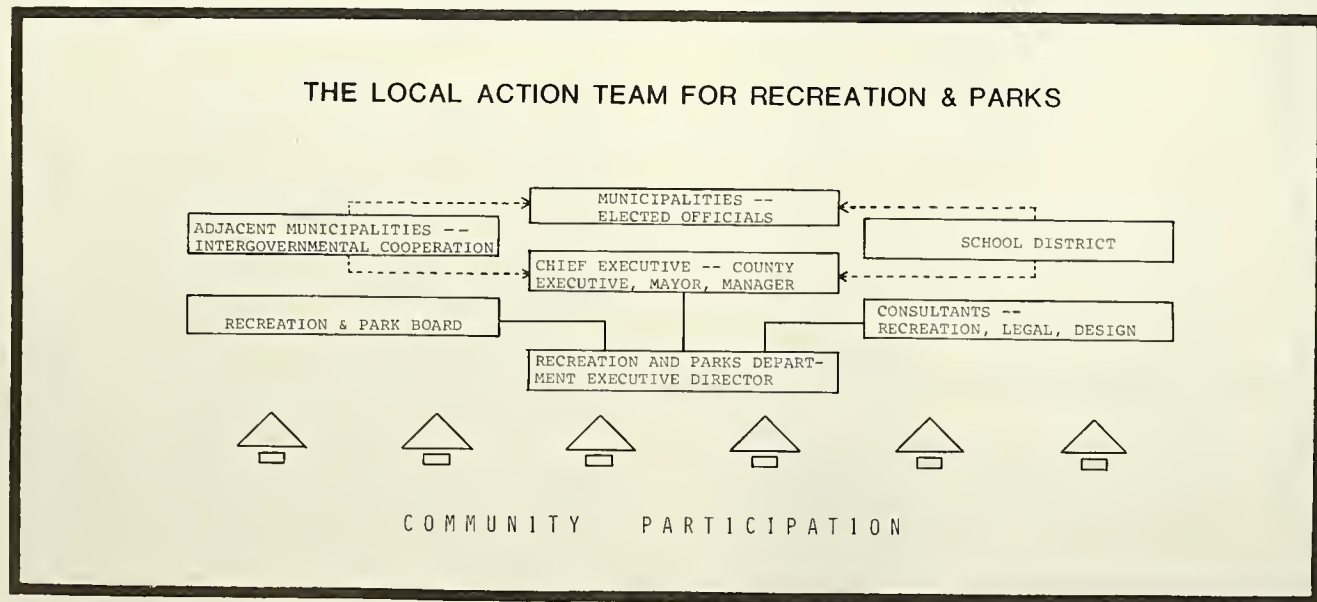 THE LOCAL ACTION TEAM FOR RECREATION & PARKS
MUNICIPALITIES --
ELECTED OFFICIALS
ADJACENT MUNICIPALITIES --
INTERGOVERNMENTAL COOPERATION
SCHOOL DISTRICT
CHIEF EXECUTIVE -- COUNTY
EXECUTIVE, MAYOR, MANAGER
RECREATION & PARK BOARD
CONSULTANTS --
RECREATION, LEGAL, DESIGN
RECREATION AND PARKS DEPART-
MENT EXECUTIVE DIRECTOR
COMMUNITY PARTICIPATION